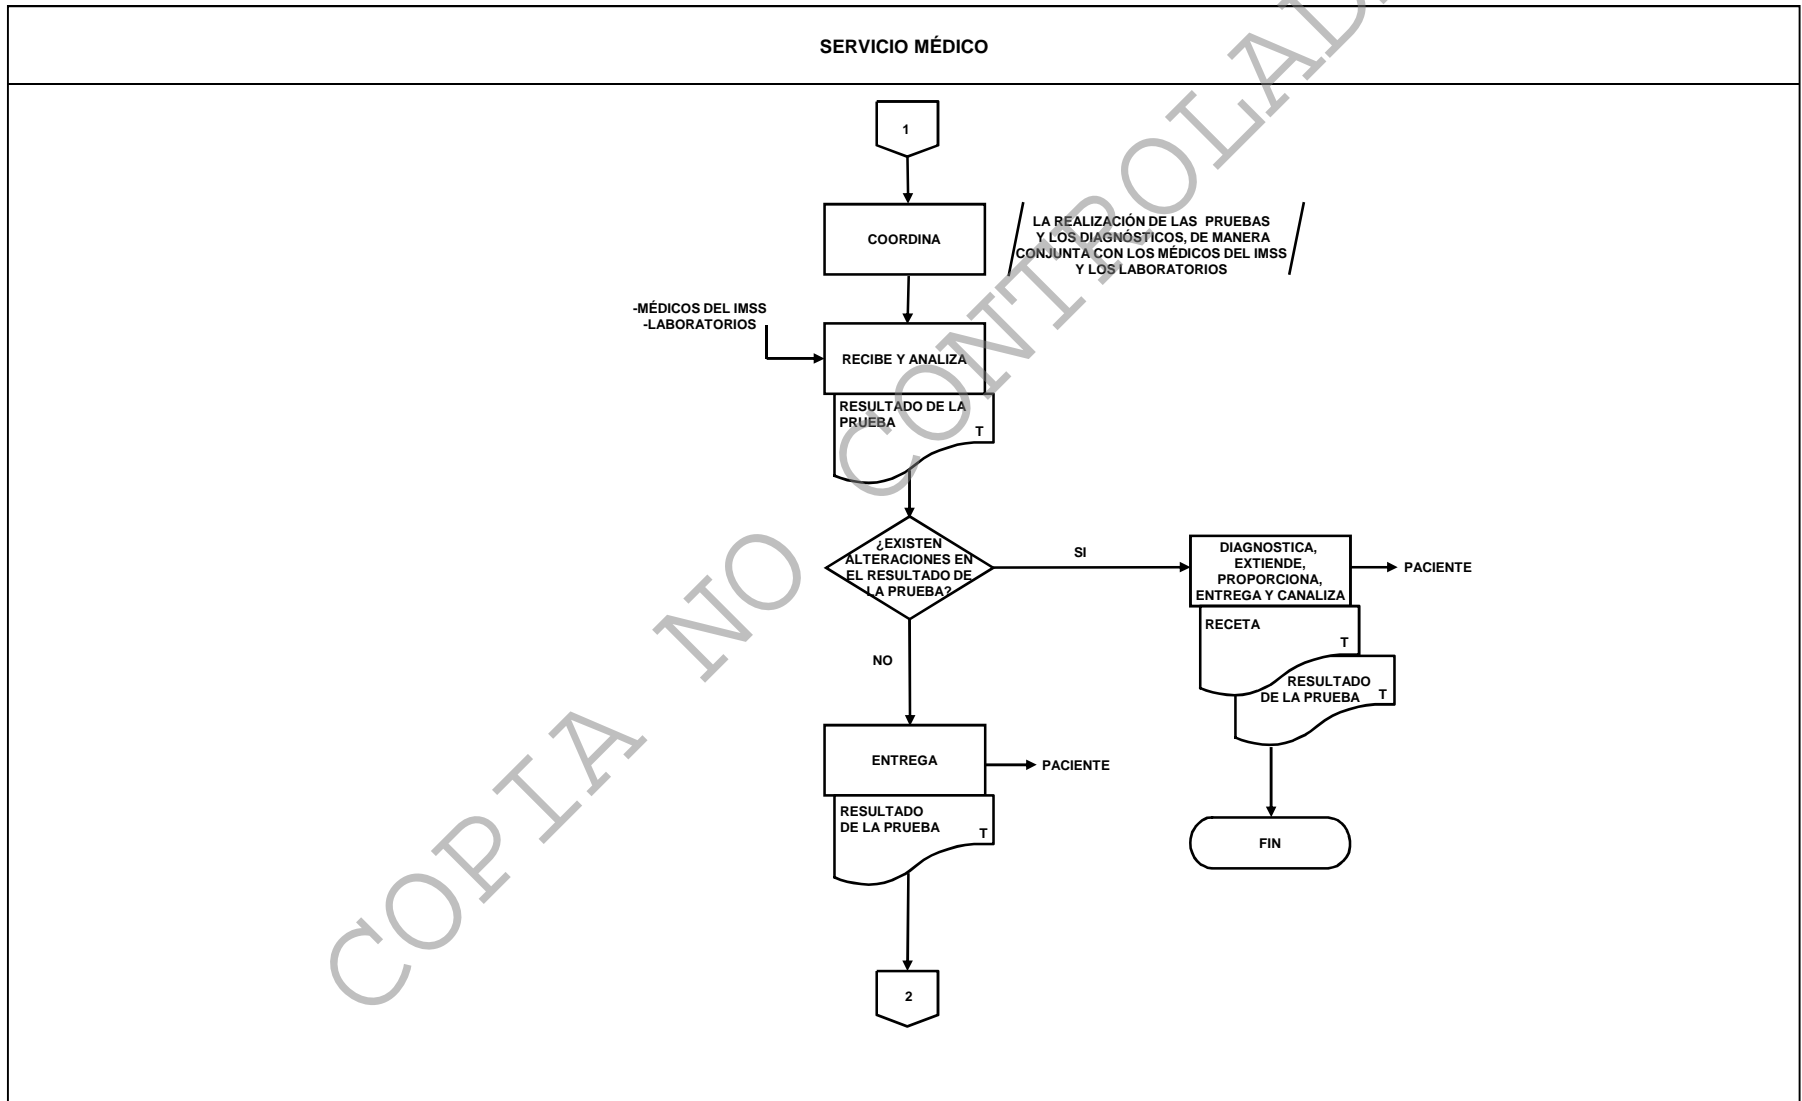 SERVICIO MÉDICO
1
COORDINA
LA REALIZACIÓN DE LAS PRUEBAS
Y LOS DIAGNÓSTICOS, DE MANERA
CONJUNTA CON LOS MÉDICOS DEL IMSS
Y LOS LABORATORIOS
-MÉDICOS DEL IMSS
-LABORATORIOS
RECIBE Y ANALIZA
RESULTADO DE LA
PRUEBA
T
¿EXISTEN
ALTERACIONES EN
EL RESULTADO DE
LA PRUEBA?
SI
DIAGNOSTICA,
EXTIENDE,
PROPORCIONA,
ENTREGA Y CANALIZA
PACIENTE
RECETA
T
RESULTADO
DE LA PRUEBA
T
FIN
NO
ENTREGA
PACIENTE
RESULTADO
DE LA PRUEBA
T
2
COPIA NO CONTROLAD